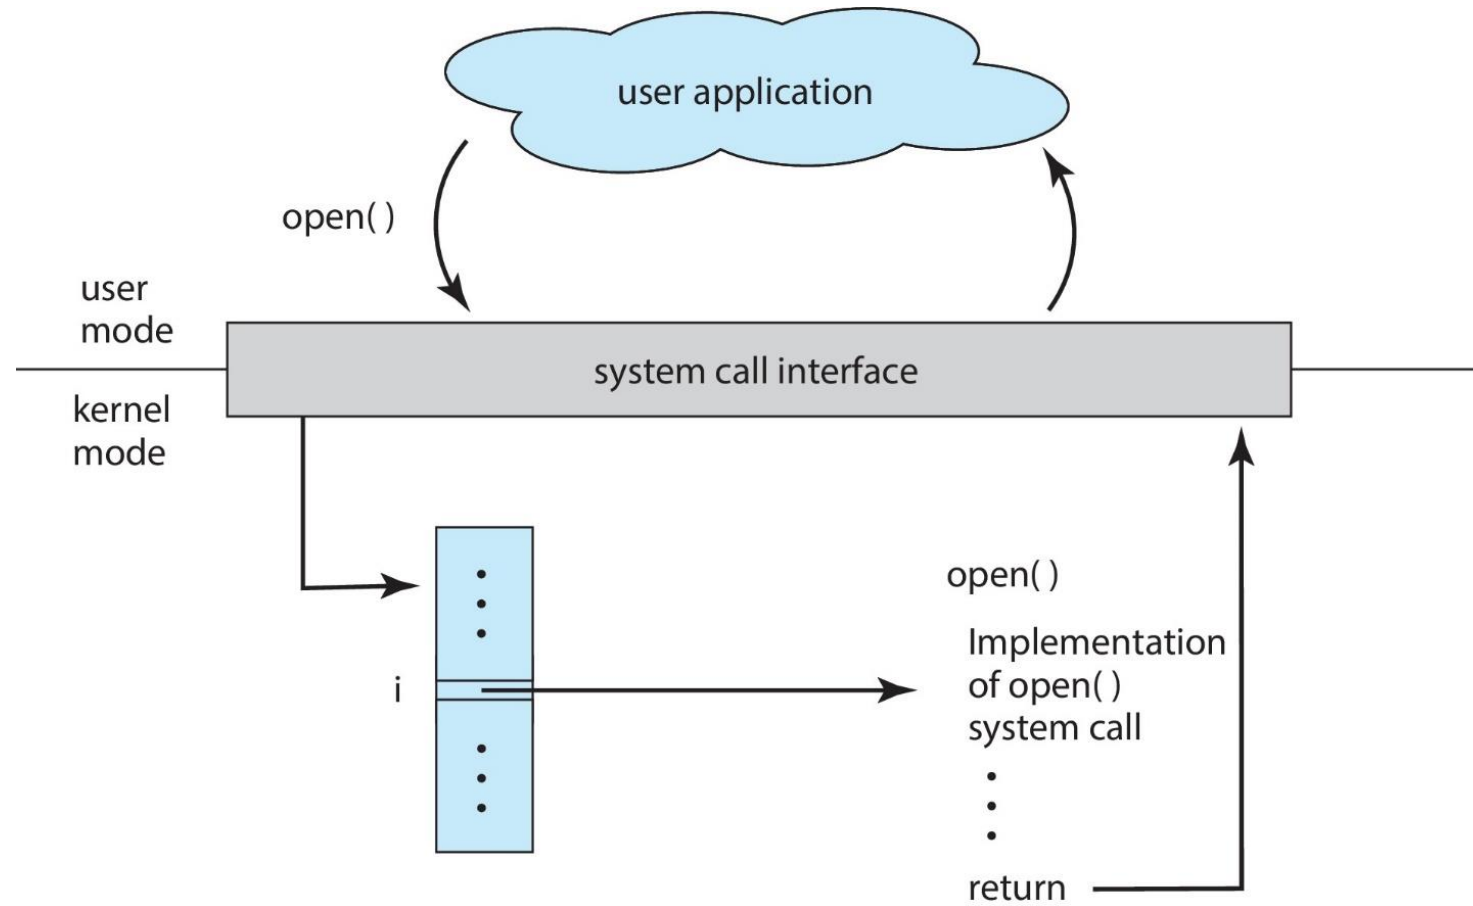 user application
open( )
user
mode
system call interface
kernel
mode
open( )
Implementation
of open( )
system call
i
return